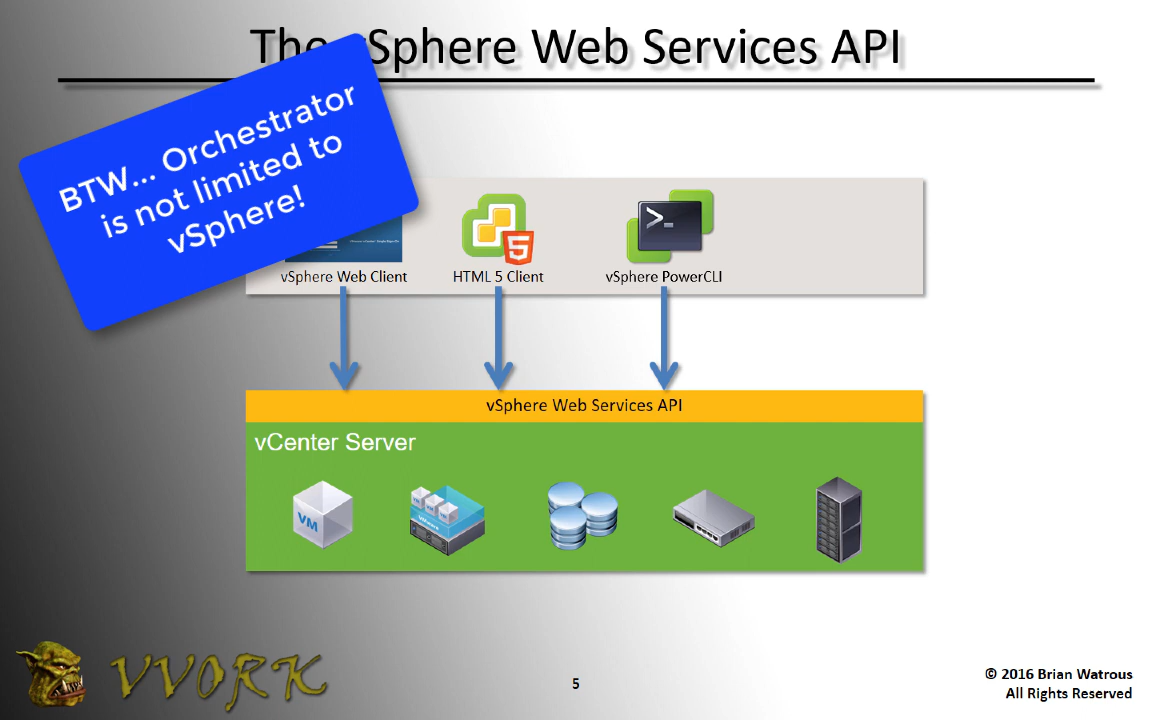 The vSphere Web Services API
BTW... Orchestrator
is not limited to
vSphere!
vSphere Web Client
HTML 5 Client
vSphere PowerCLI
vSphere Web Services API
vCenter Server
VM
VVORK
5
© 2016 Brian Watrous
All Rights Reserved